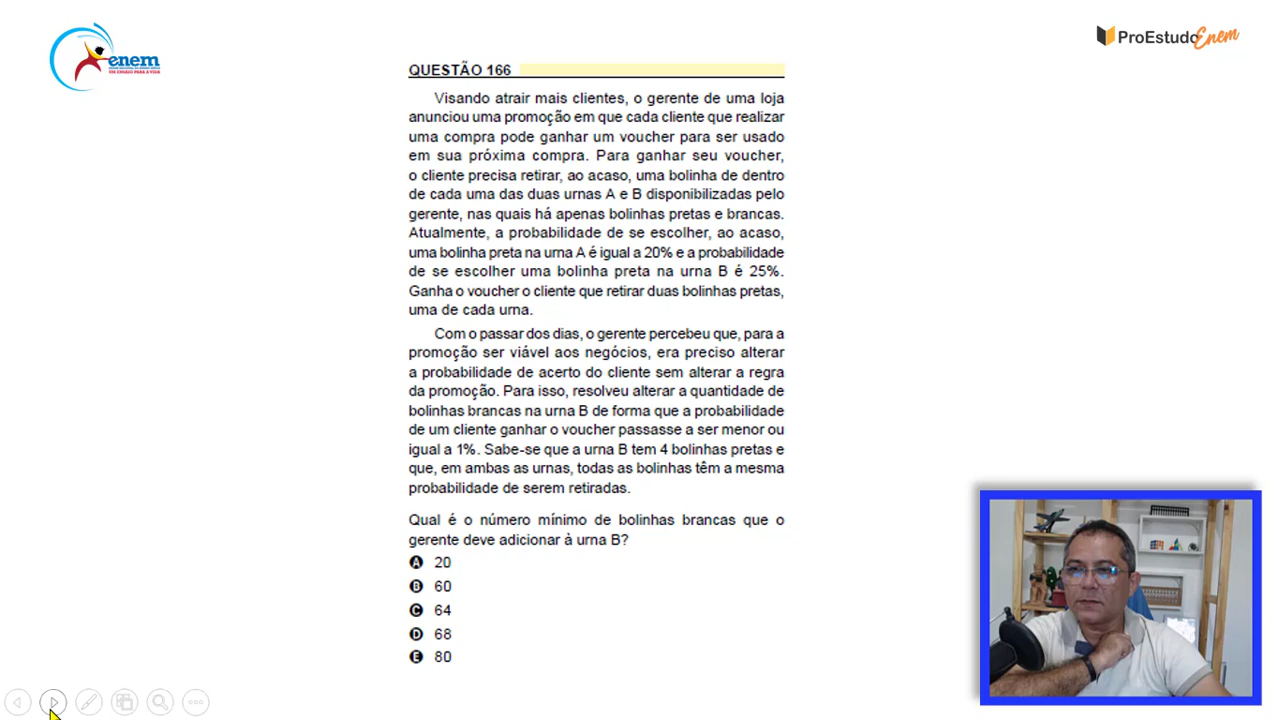 enem
UM ENSAIO PARA A VIDA
ProEstudoEnem
QUESTÃO 166
Visando atrair mais clientes, o gerente de uma loja
anunciou uma promoção em que cada cliente que realizar
uma compra pode ganhar um voucher para ser usado
em sua próxima compra. Para ganhar seu voucher,
o cliente precisa retirar, ao acaso, uma bolinha de dentro
de cada uma das duas urnas A e B disponibilizadas pelo
gerente, nas quais há apenas bolinhas pretas e brancas.
Atualmente, a probabilidade de se escolher, ao acaso,
uma bolinha preta na urna A é igual a 20% e a probabilidade
de se escolher uma bolinha preta na urna B é 25%.
Ganha o voucher o cliente que retirar duas bolinhas pretas,
uma de cada urna.
Com o passar dos dias, o gerente percebeu que, para a
promoção ser viável aos negócios, era preciso alterar
a probabilidade de acerto do cliente sem alterar a regra
da promoção. Para isso, resolveu alterar a quantidade de
bolinhas brancas na urna B de forma que a probabilidade
de um cliente ganhar o voucher passasse a ser menor ou
igual a 1%. Sabe-se que a urna B tem 4 bolinhas pretas e
que, em ambas as urnas, todas as bolinhas têm a mesma
probabilidade de serem retiradas.
Qual é o número mínimo de bolinhas brancas que o
gerente deve adicionar à urna B?
A 20
B 60
C 64
D 68
E 80